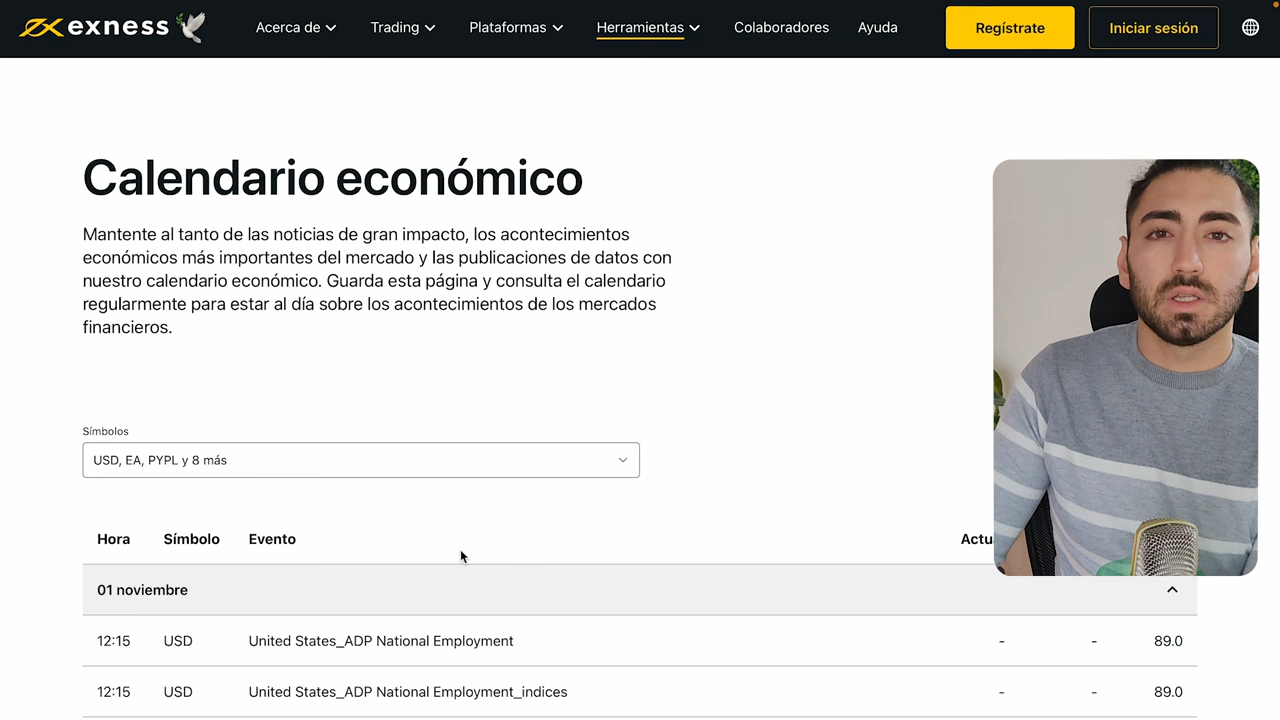 exness
Acerca de
Trading
Plataformas
Herramientas
Colaboradores
Ayuda
Regístrate
Iniciar sesión
Calendario económico
Mantente al tanto de las noticias de gran impacto, los acontecimientos
económicos más importantes del mercado y las publicaciones de datos con
nuestro calendario económico. Guarda esta página y consulta el calendario
regularmente para estar al día sobre los acontecimientos de los mercados
financieros.
Símbolos
USD, EA, PYPL y 8 más
Hora Símbolo Evento
01 noviembre
12:15 USD United States_ADP National Employment - - 89.0
12:15 USD United States_ADP National Employment_indices - - 89.0